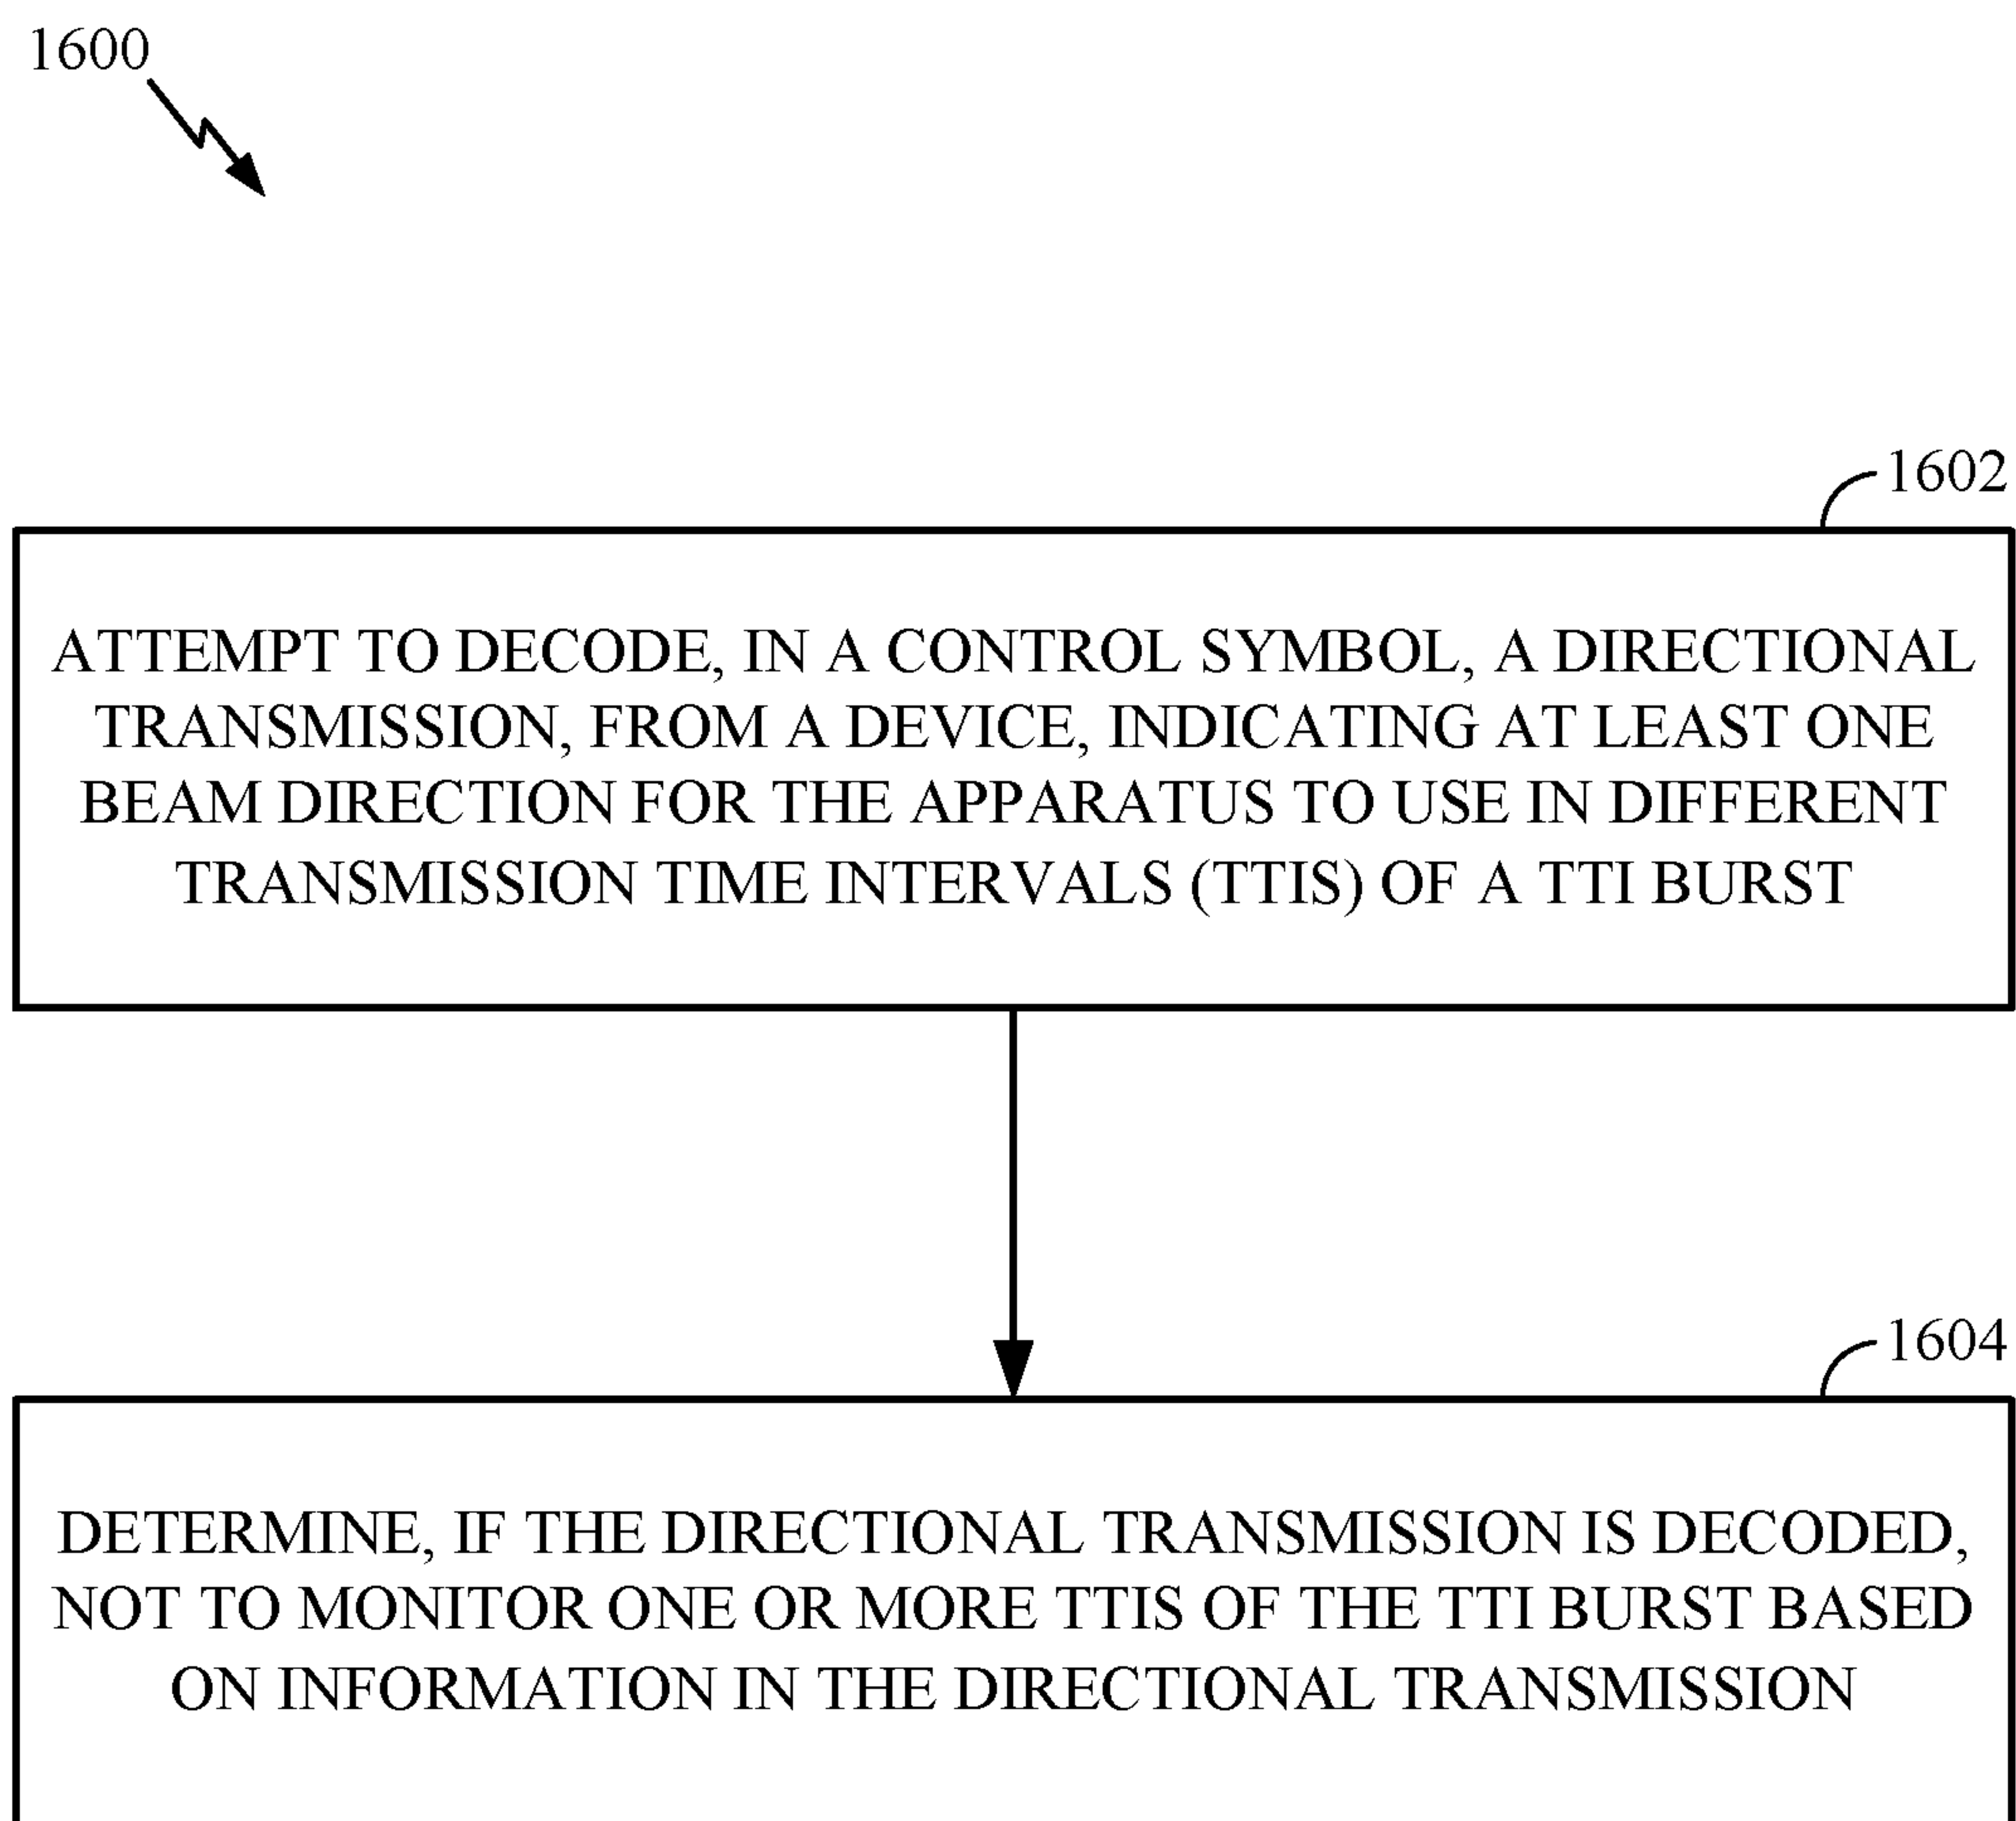 1600
1602
ATTEMPT TO DECODE, IN A CONTROL SYMBOL, A DIRECTIONAL
TRANSMISSION, FROM A DEVICE, INDICATING AT LEAST ONE
BEAM DIRECTION FOR THE APPARATUS TO USE IN DIFFERENT
TRANSMISSION TIME INTERVALS (TTIS) OF A TTI BURST
1604
DETERMINE, IF THE DIRECTIONAL TRANSMISSION IS DECODED,
NOT TO MONITOR ONE OR MORE TTIS OF THE TTI BURST BASED
ON INFORMATION IN THE DIRECTIONAL TRANSMISSION